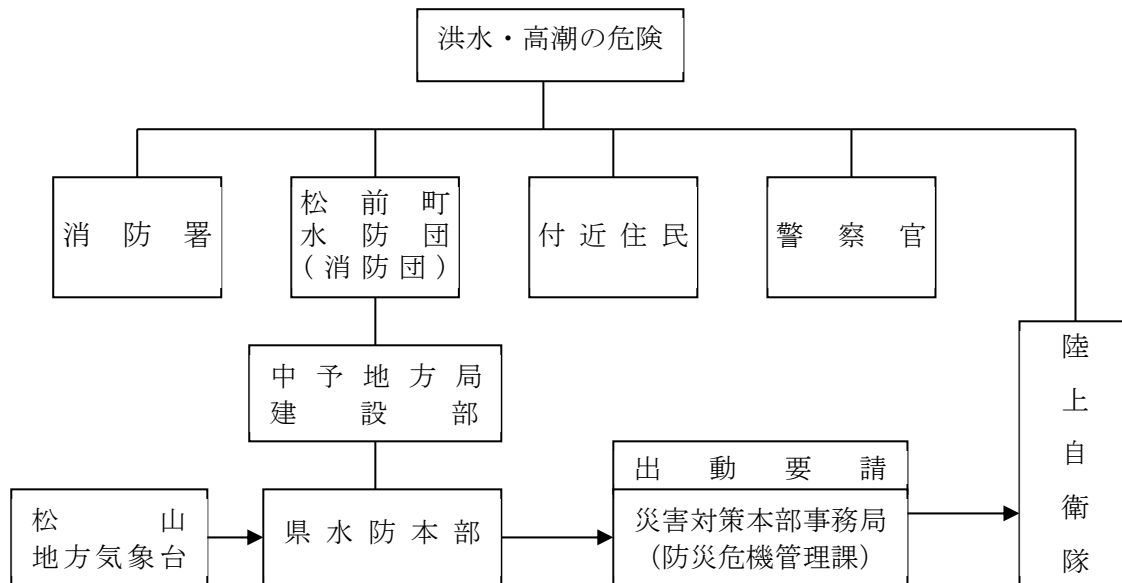 洪水・高潮の危険
消防署
松前町
水防団
(消防団)
付近住民
警察官
中予地方局
建設部
陸上自衛隊
出動要請
松山
地方気象台
県水防本部
災害対策本部事務局
(防災危機管理課)